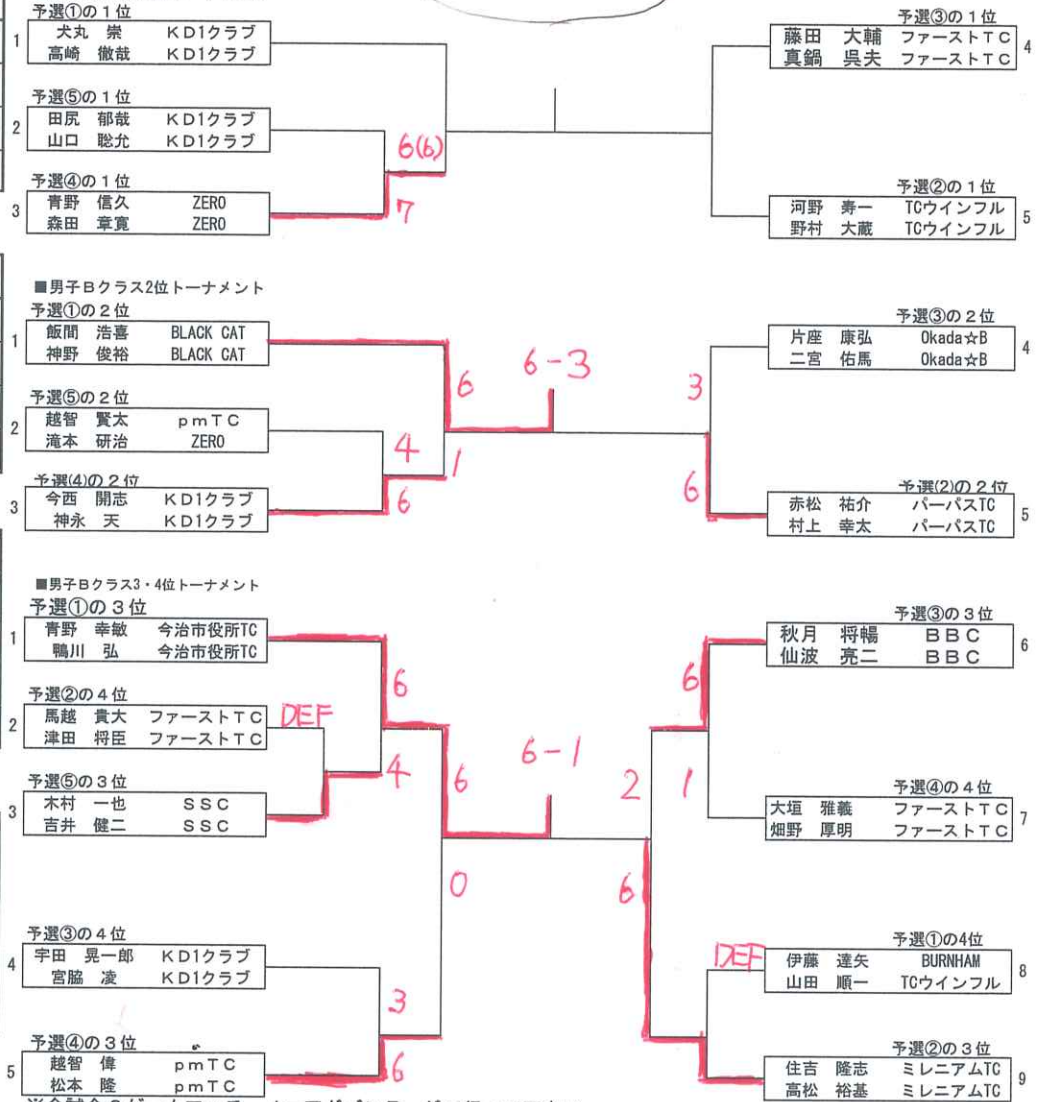 予選①の1位
1
犬丸 崇 KD1クラブ
高崎 徹哉 KD1クラブ
予選⑤の1位
2
田尻 郁哉 KD1クラブ
山口 聡允 KD1クラブ
6(6)
予選④の1位
3
青野 信久 ZERO
森田 章寛 ZERO
7
予選③の1位
藤田 大輔 ファーストTC
真鍋 呉夫 ファーストTC
4
予選②の1位
河野 寿一 TCウインフル
野村 大蔵 TCウインフル
5
■男子Bクラス2位トーナメント
予選①の2位
1
飯間 浩喜 BLACK CAT
神野 俊裕 BLACK CAT
6
6-3
予選⑤の2位
2
越智 賢太 pmTC
滝本 研治 ZERO
4
1
予選(4)の2位
3
今西 開志 KD1クラブ
神永 天 KD1クラブ
6
予選③の2位
片座 康弘 Okada☆B
二宮 佑馬 Okada☆B
4
3
6
予選(2)の2位
赤松 祐介 パーパスTC
村上 幸太 パーパスTC
5
■男子Bクラス3・4位トーナメント
予選①の3位
1
青野 幸敏 今治市役所TC
鴨川 弘 今治市役所TC
6
予選②の4位
2
馬越 貴大 ファーストTC
津田 将臣 ファーストTC
DEF
4
6
6-1
予選⑤の3位
3
木村 一也 SSC
吉井 健二 SSC
0
予選③の4位
4
宇田 晃一郎 KD1クラブ
宮脇 凌 KD1クラブ
3
予選④の3位
5
越智 偉 pmTC
松本 隆 pmTC
6
予選③の3位
秋月 将暢 BBC
仙波 亮二 BBC
6
6
2
1
予選④の4位
大垣 雅義 ファーストTC
畑野 厚明 ファーストTC
7
6
予選①の4位
DEF
伊藤 達矢 BURNHAM
山田 順一 TCウインフル
8
予選②の3位
住吉 隆志 ミレニアムTC
高松 裕基 ミレニアムTC
9